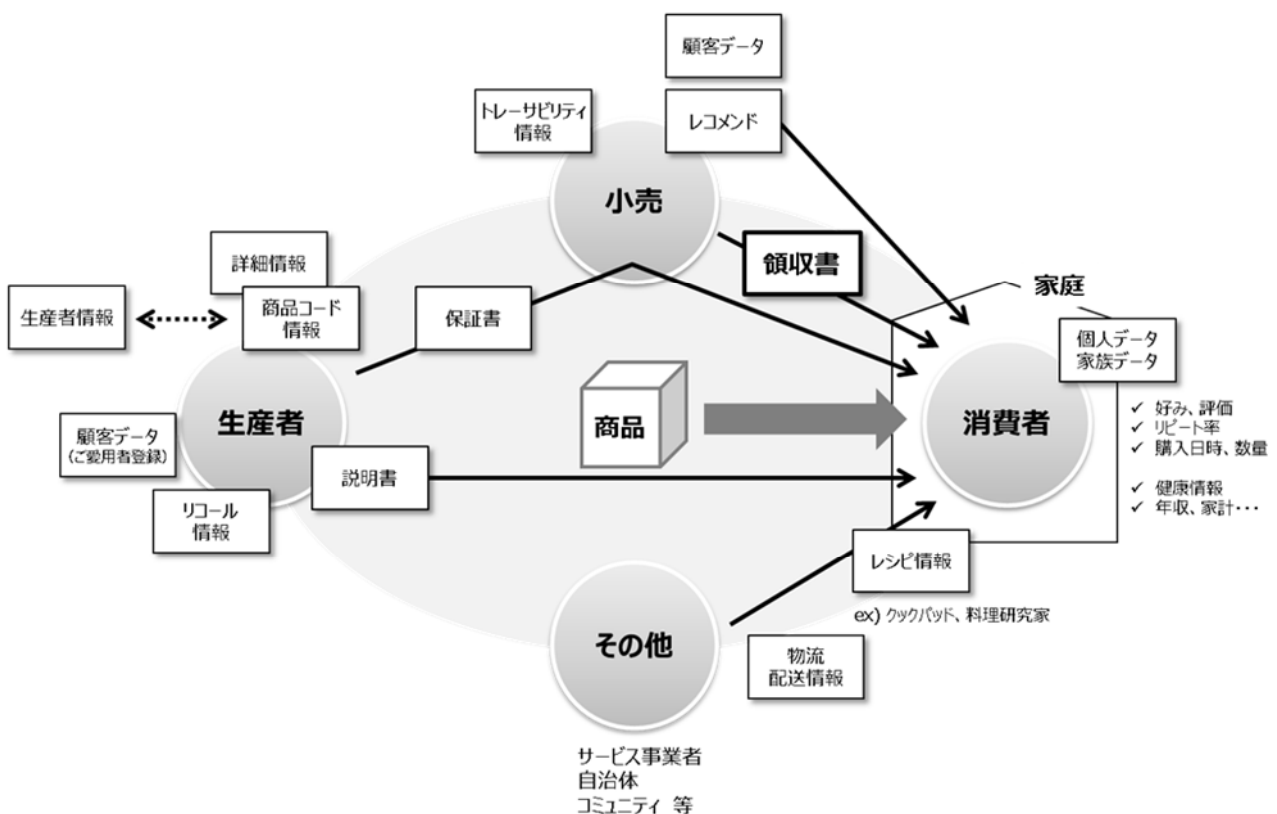 顧客データ
トレーサビリティ
情報
レコメンド
小売
領収書
詳細情報
生産者情報
商品コード
情報
保証書
家庭
個人データ
家族データ
商品
生産者
消費者
顧客データ
(ご愛用者登録)
説明書
リコール
情報
✓ 好み、評価
✓ リピート率
✓ 購入日時、数量
✓ 健康情報
✓ 年収、家計・・・
レシピ情報
ex) クックパッド、料理研究家
その他
物流
配送情報
サービス事業者
自治体
コミュニティ 等